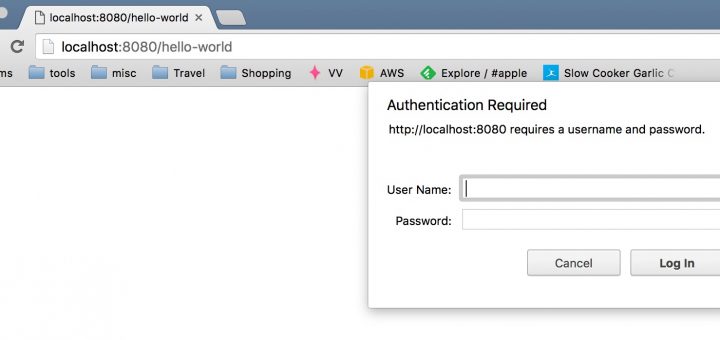 localhost:8080/hello-world
localhost:8080/hello-world
ms tools misc Travel Shopping VV AWS Explore / #apple Slow Cooker Garlic C
Authentication Required
http://localhost:8080 requires a username and password.
User Name:
Password:
Cancel Log In